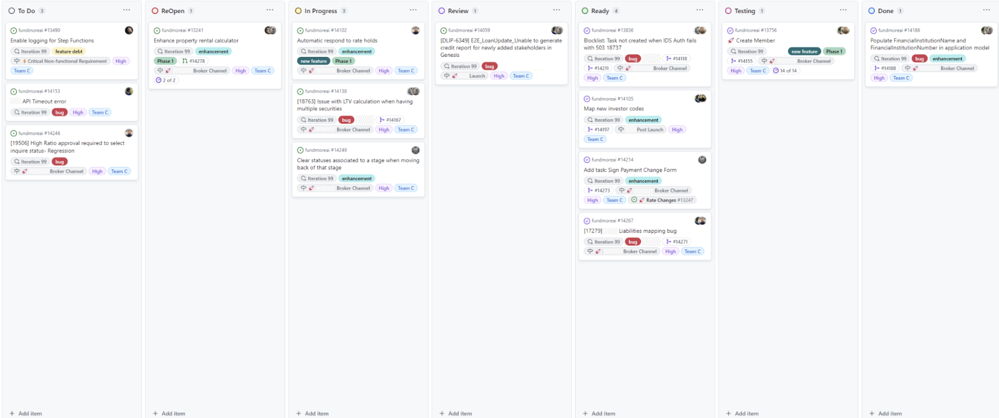 To Do 3
fundmoreai #13490
Enable logging for Step Functions
Iteration 99 feature debt
Critical Non-functional Requirement High
Team C
fundmoreai #14153
API Timeout error
Iteration 99 bug High Team C
fundmoreai #14246
[19506] High Ratio approval required to select
inquire status- Regression
Iteration 99 bug
Broker Channel High Team C
Add item
ReOpen 1
fundmoreai #13241
Enhance property rental calculator
Iteration 99 enhancement
Phase 1 #14278
Broker Channel High Team C
2 of 2
Add item
In Progress 3
fundmoreai #14102
Automatic respond to rate holds
Iteration 99 enhancement
new feature Phase 1
Broker Channel High Team C
fundmoreai #14138
[18763] Issue with LTV calculation when having
multiple securities
Iteration 99 bug #14167
Broker Channel High Team C
fundmoreai #14249
Clear statuses associated to a stage when moving
back of that stage
Iteration 99 enhancement
Broker Channel High Team C
Add item
Review 1
fundmoreai #14059
[DLIP-6349] E2E_LoanUpdate_Unable to generate
credit report for newly added stakeholders in
Genesis
Iteration 99 bug
Launch High Team C
Add item
Ready 4
fundmoreai #13836
Blocklist: Task not created when IDS Auth fails
with 503 18737
Iteration 99 bug #14118
#14211 Broker Channel
High Team C
fundmoreai #14105
Map new investor codes
Iteration 99 enhancement
#14197 Post Launch High
Team C
fundmoreai #14214
Add task: Sign Payment Change Form
Iteration 99 enhancement
#14273 Broker Channel
High Team C Rate Changes #13247
fundmoreai #14267
[17279] Liabilities mapping bug
Iteration 99 bug #14271
Broker Channel High Team C
Add item
Testing 1
fundmoreai #13756
Create Member
Iteration 99 new feature Phase 1
#14155 Broker Channel
High Team C 14 of 14
Add item
Done 1
fundmoreai #14186
Populate FinancialInstitutionName and
FinancialInstitutionNumber in application model
Iteration 99 bug enhancement
#14188 Broker Channel
High Team C
Add item